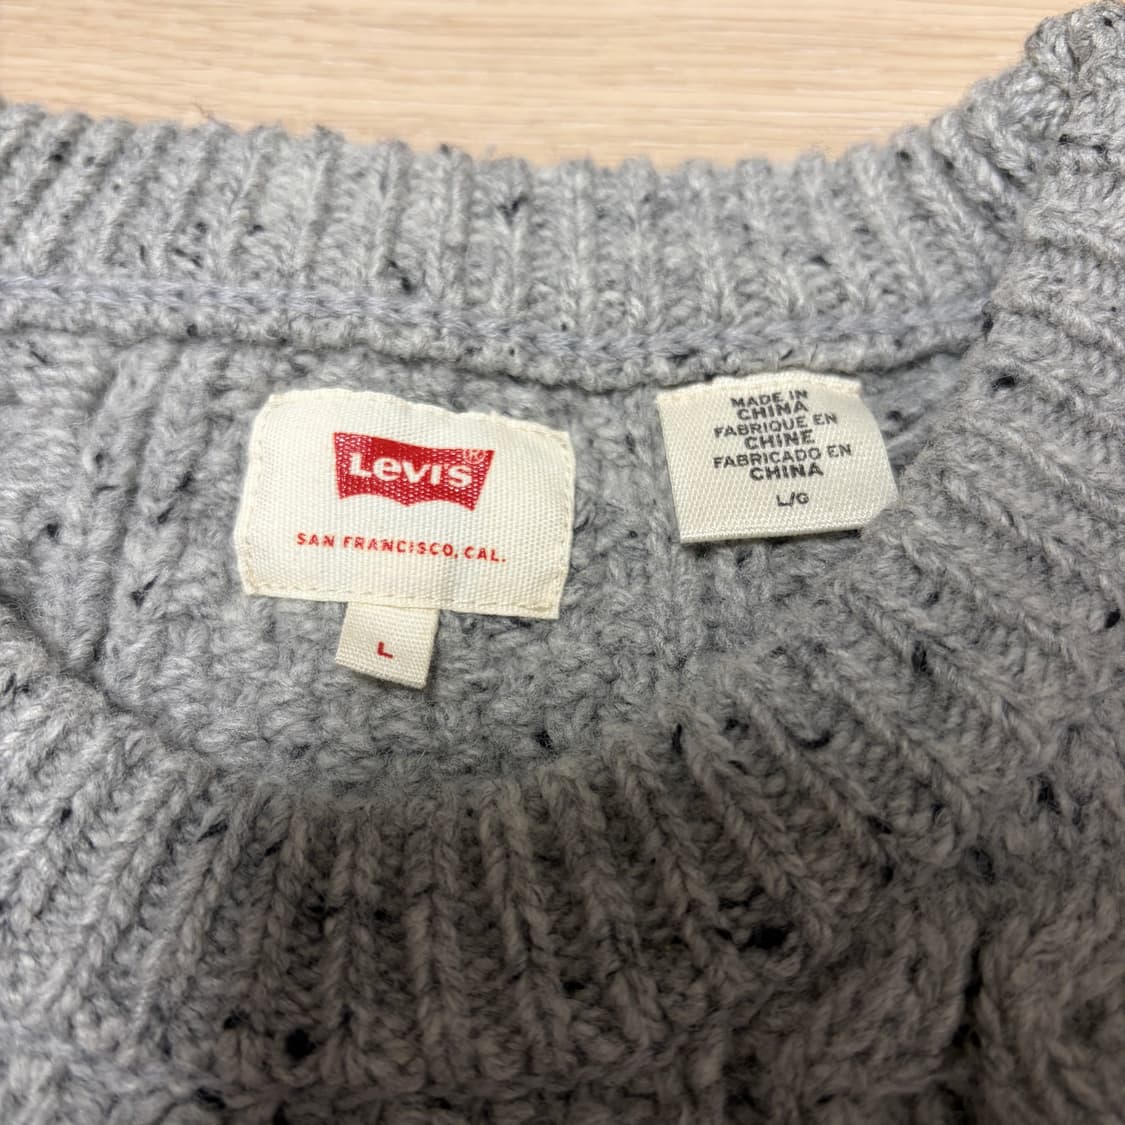 LEVI'S®
SAN FRANCISCO, CAL.
L
MADE IN
CHINA
FABRIQUE EN
CHINE
FABRICADO EN
CHINA
L/G